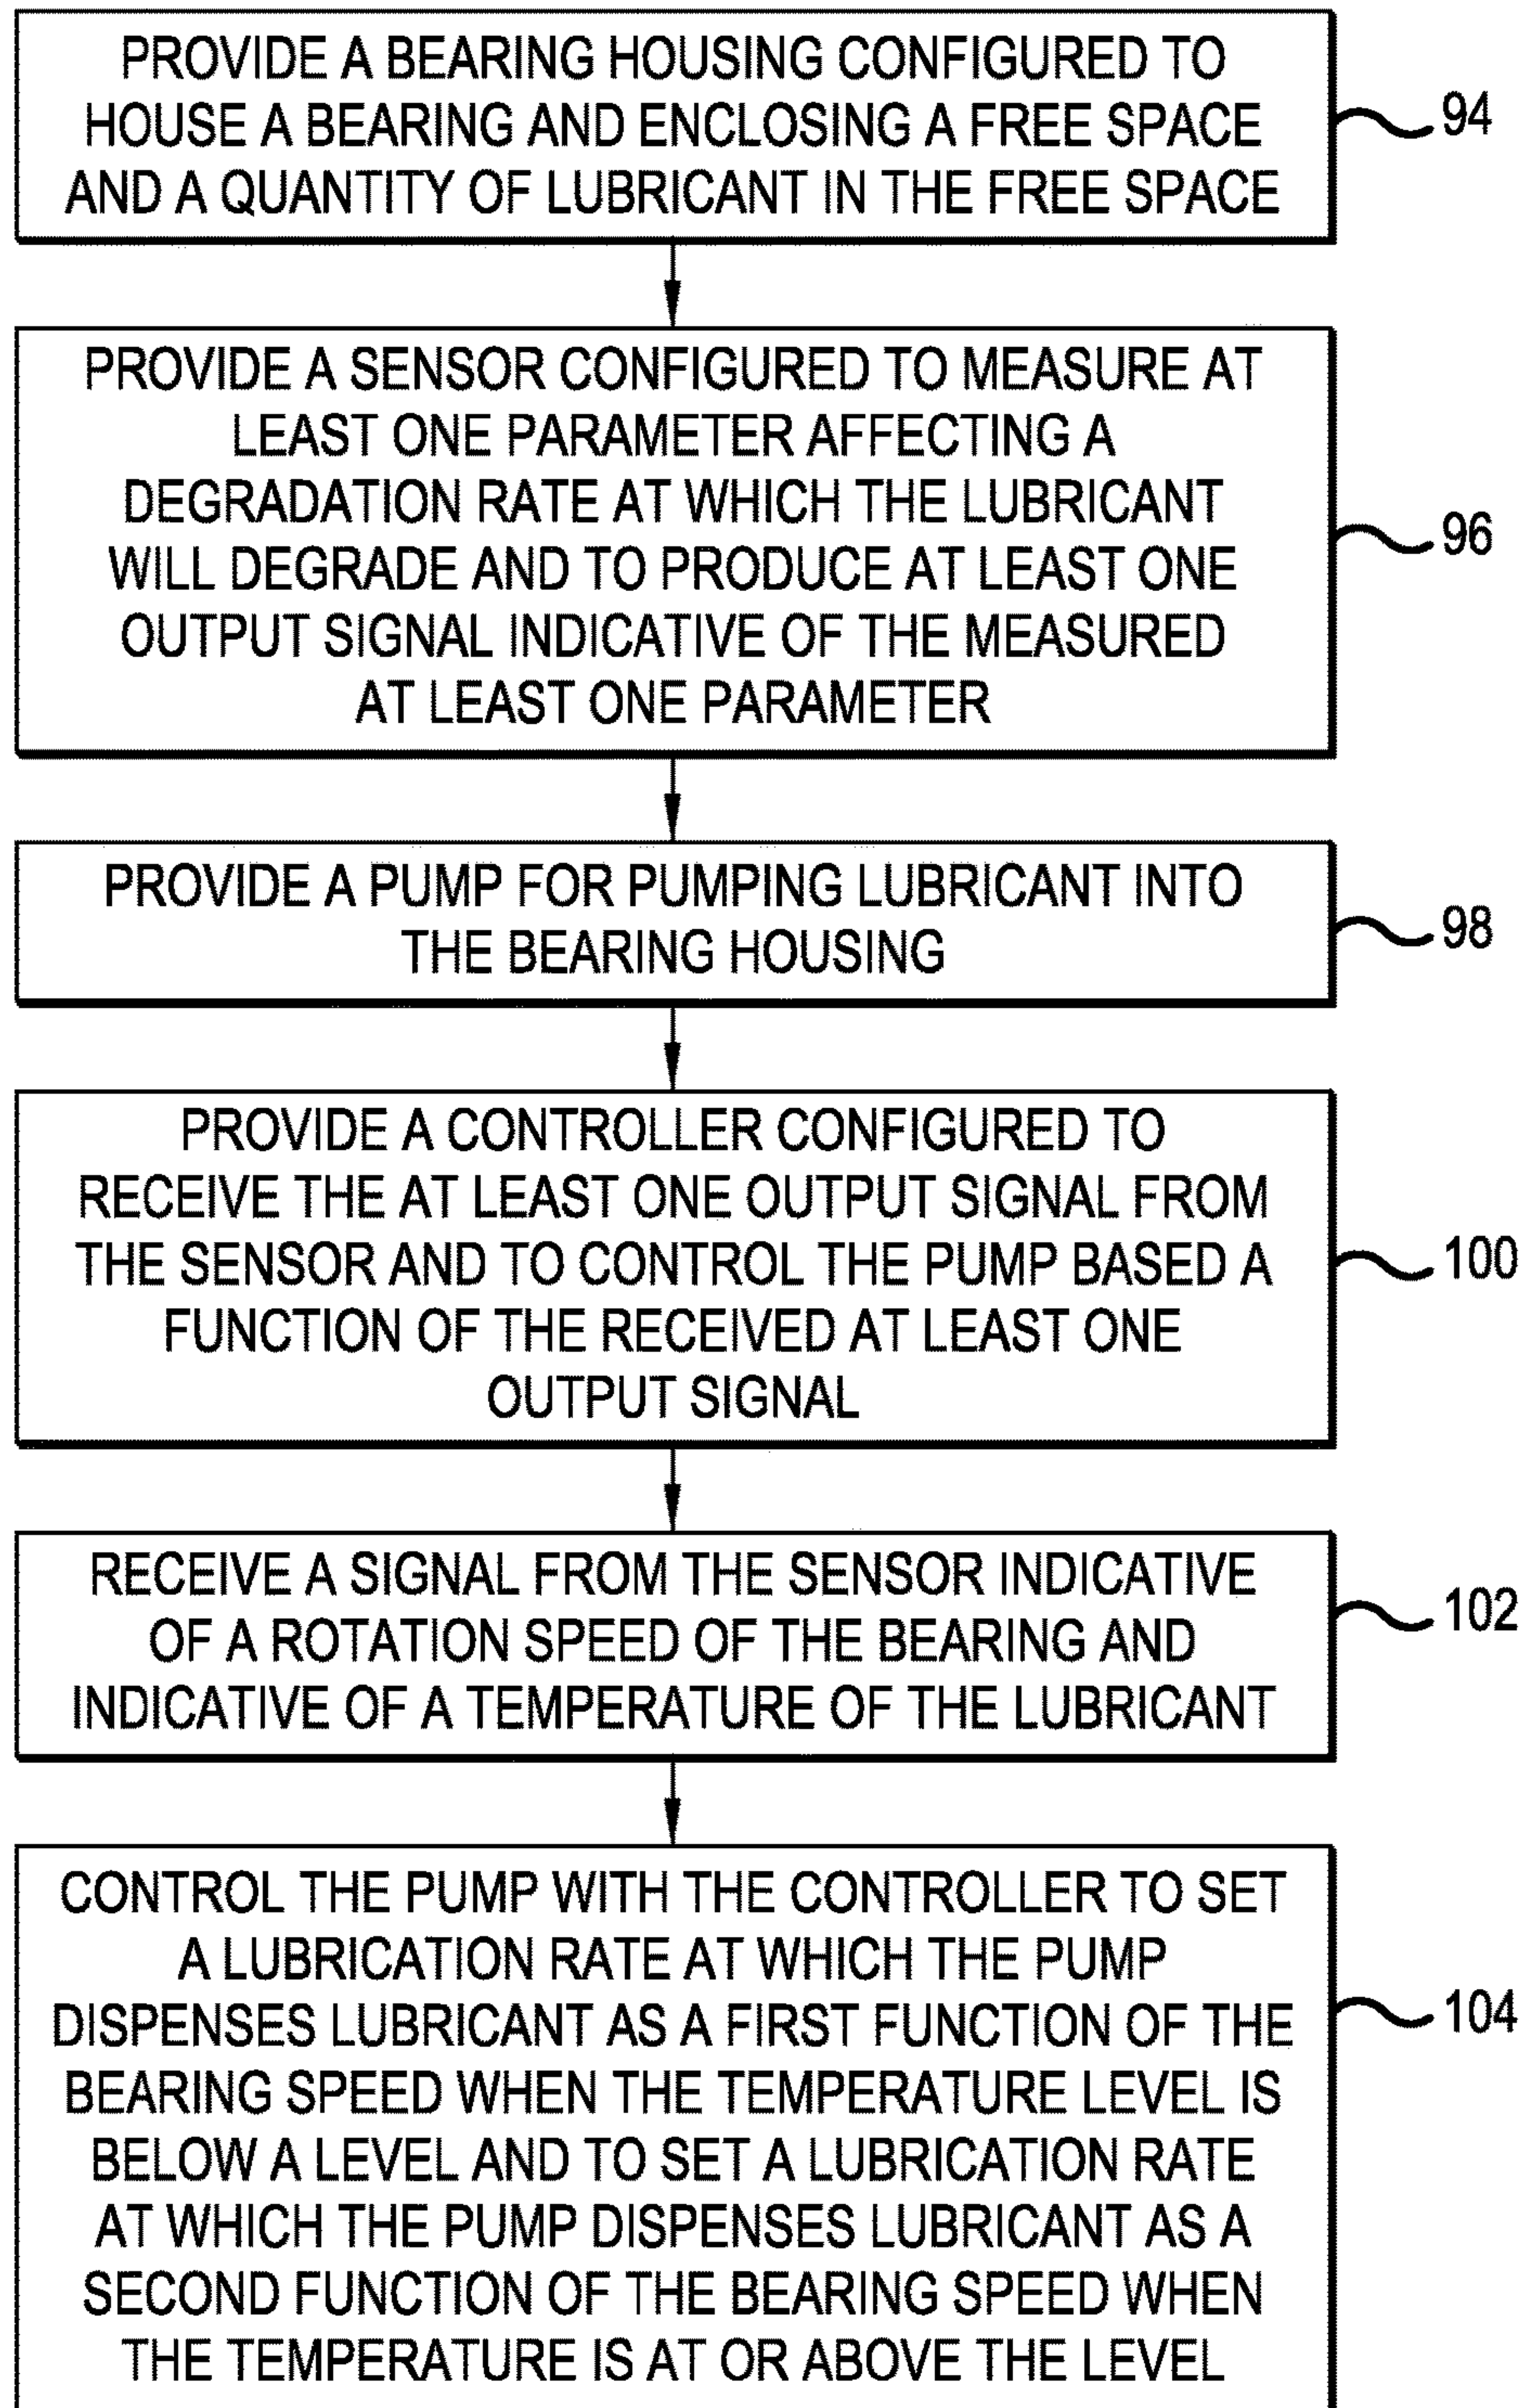 PROVIDE A BEARING HOUSING CONFIGURED TO
HOUSE A BEARING AND ENCLOSING A FREE SPACE
AND A QUANTITY OF LUBRICANT IN THE FREE SPACE
94
PROVIDE A SENSOR CONFIGURED TO MEASURE AT
LEAST ONE PARAMETER AFFECTING A
DEGRADATION RATE AT WHICH THE LUBRICANT
WILL DEGRADE AND TO PRODUCE AT LEAST ONE
OUTPUT SIGNAL INDICATIVE OF THE MEASURED
AT LEAST ONE PARAMETER
96
PROVIDE A PUMP FOR PUMPING LUBRICANT INTO
THE BEARING HOUSING
98
PROVIDE A CONTROLLER CONFIGURED TO
RECEIVE THE AT LEAST ONE OUTPUT SIGNAL FROM
THE SENSOR AND TO CONTROL THE PUMP BASED A
FUNCTION OF THE RECEIVED AT LEAST ONE
OUTPUT SIGNAL
100
RECEIVE A SIGNAL FROM THE SENSOR INDICATIVE
OF A ROTATION SPEED OF THE BEARING AND
INDICATIVE OF A TEMPERATURE OF THE LUBRICANT
102
CONTROL THE PUMP WITH THE CONTROLLER TO SET
A LUBRICATION RATE AT WHICH THE PUMP
DISPENSES LUBRICANT AS A FIRST FUNCTION OF THE
BEARING SPEED WHEN THE TEMPERATURE LEVEL IS
BELOW A LEVEL AND TO SET A LUBRICATION RATE
AT WHICH THE PUMP DISPENSES LUBRICANT AS A
SECOND FUNCTION OF THE BEARING SPEED WHEN
THE TEMPERATURE IS AT OR ABOVE THE LEVEL
104